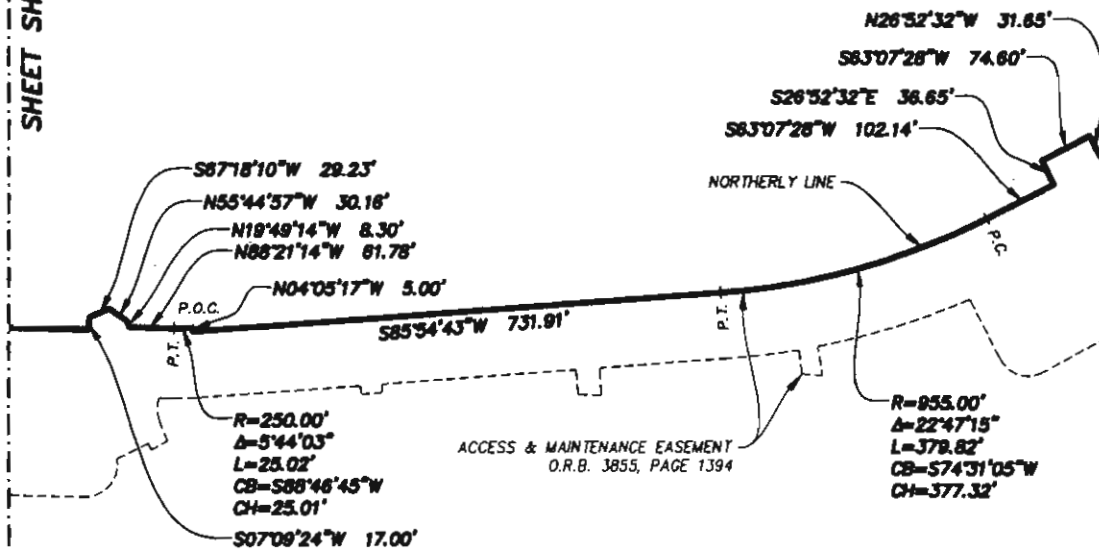 SHEET SH
N26°52'32"W 31.65'
S63°07'28"W 74.60'
S26°52'32"E 36.65'
S63°07'28"W 102.14'
NORTHERLY LINE
P.C.
S67°18'10"W 29.23'
N55°44'57"W 30.16'
N19°49'14"W 8.30'
N88°21'14"W 61.78'
P.O.C.
N04°05'17"W 5.00'
P.T.
S85°54'43"W 731.91'
P.T.
R=250.00'
Δ=5°44'03"
L=25.02'
CB=S88°46'45"W
CH=25.01'
S07°09'24"W 17.00'
ACCESS & MAINTENANCE EASEMENT
O.R.B. 3855, PAGE 1394
R=955.00'
Δ=22°47'15"
L=379.82'
CB=S74°31'05"W
CH=377.32'